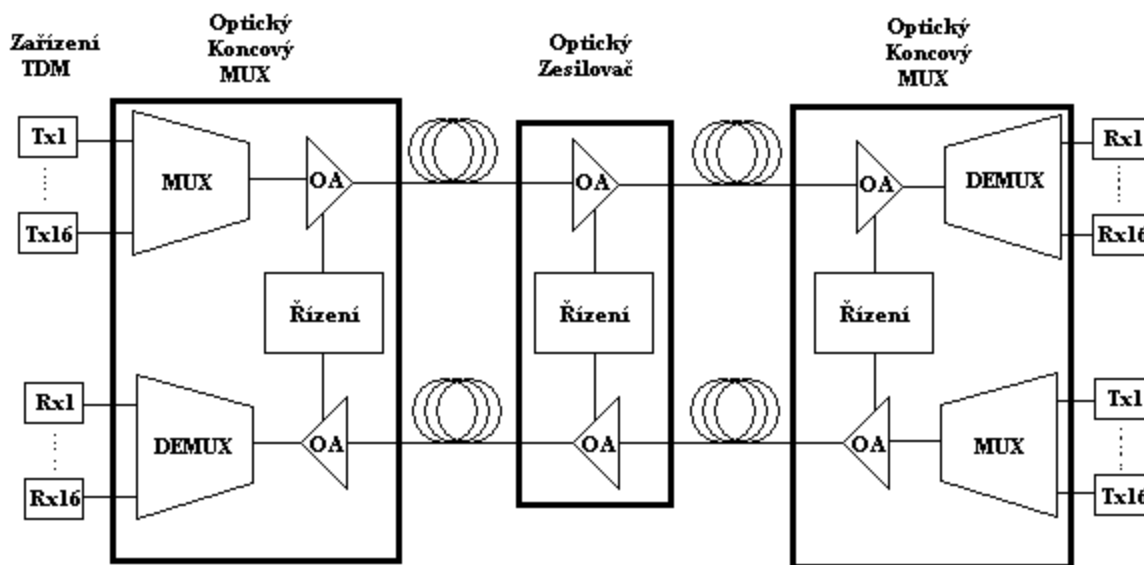 Zařízení
TDM
Optický
Koncový
MUX
Optický
Zesilovač
Optický
Koncový
MUX
Tx1
Tx16
MUX
OA
OA
OA
DEMUX
Rx1
Rx16
Řízení
Řízení
Řízení
Rx1
Rx16
DEMUX
OA
OA
OA
MUX
Tx1
Tx16